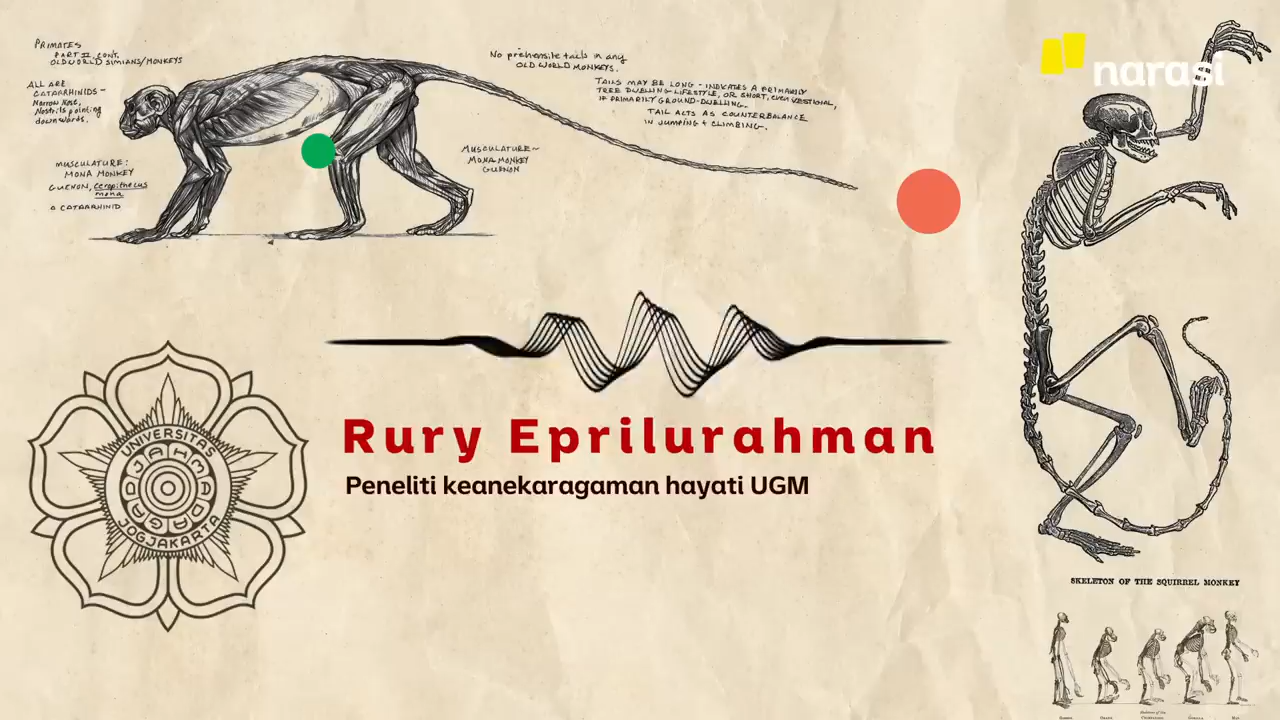 PRIMATES
PART II, CONT.
OLD WORLD SIMIANS/MONKEYS
ALL ARE
CATARRHINIDS -
Narrow Nose,
Nostrils pointing
downwards.
MUSCULATURE:
MONA MONKEY
GUENON, Cercopithecus
mona
A CATARRHINID
No prehensile tails in any
OLD WORLD MONKEYS.
TAILS MAY BE LONG - INDICATES A PRIMARILY
TREE DWELLING LIFESTYLE, OR SHORT, EVEN VESTIGIAL,
IF PRIMARILY GROUND-DWELLING.
TAIL ACTS AS COUNTERBALANCE
IN JUMPING & CLIMBING.
MUSCULATURE~
MONA MONKEY
GUENON
narasi
UNIVERSITAS
GADJAH MADA
JOGJAKARTA
Rury Eprilurahman
Peneliti keanekaragaman hayati UGM
SKELETON OF THE SQUIRREL MONKEY